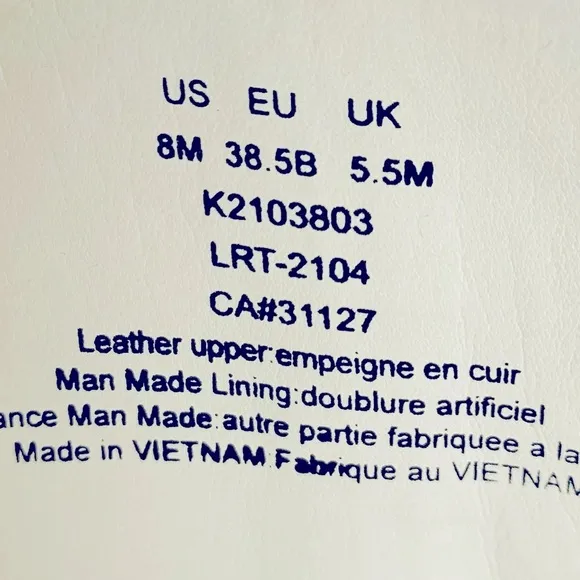 US EU UK
8M 38.5B 5.5M
K2103803
LRT-2104
CA#31127
Leather upper:empeigne en cuir
Man Made Lining:doublure artificiel
ance Man Made:autre partie fabriquee a la
Made in VIETNAM:Fabrique au VIETNAM